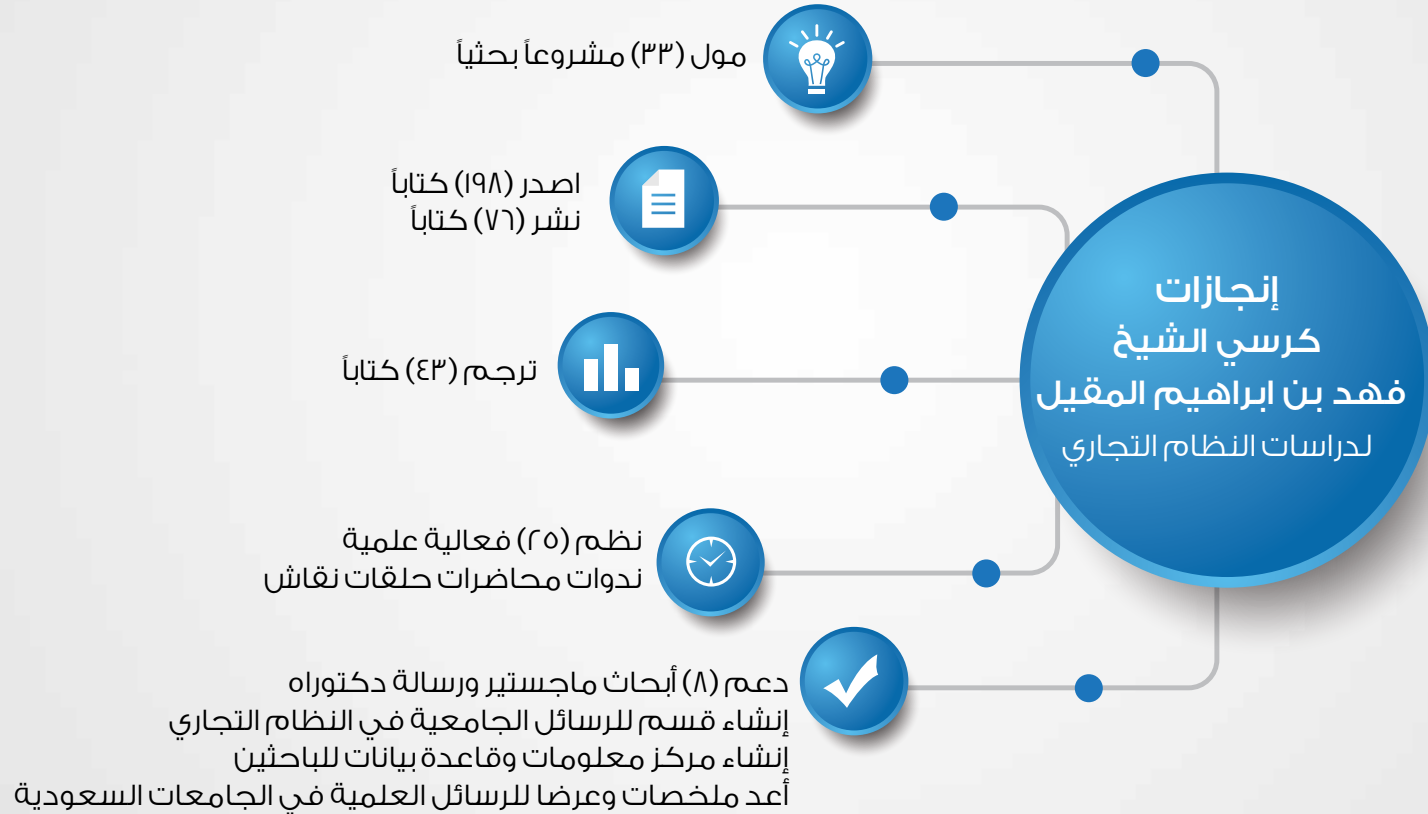 إنجازات
كرسي الشيخ
فهد بن ابراهيم المقيل
لدراسات النظام التجاري
مول (٣٣) مشروعاً بحثياً
اصدر (١٩٨) كتاباً
نشر (٧٦) كتاباً
ترجم (٤٣) كتاباً
نظم (٢٥) فعالية علمية
ندوات محاضرات حلقات نقاش
دعم (٨) أبحاث ماجستير ورسالة دكتوراه
إنشاء قسم للرسائل الجامعية في النظام التجاري
إنشاء مركز معلومات وقاعدة بيانات للباحثين
أعد ملخصات وعرضا للرسائل العلمية في الجامعات السعودية